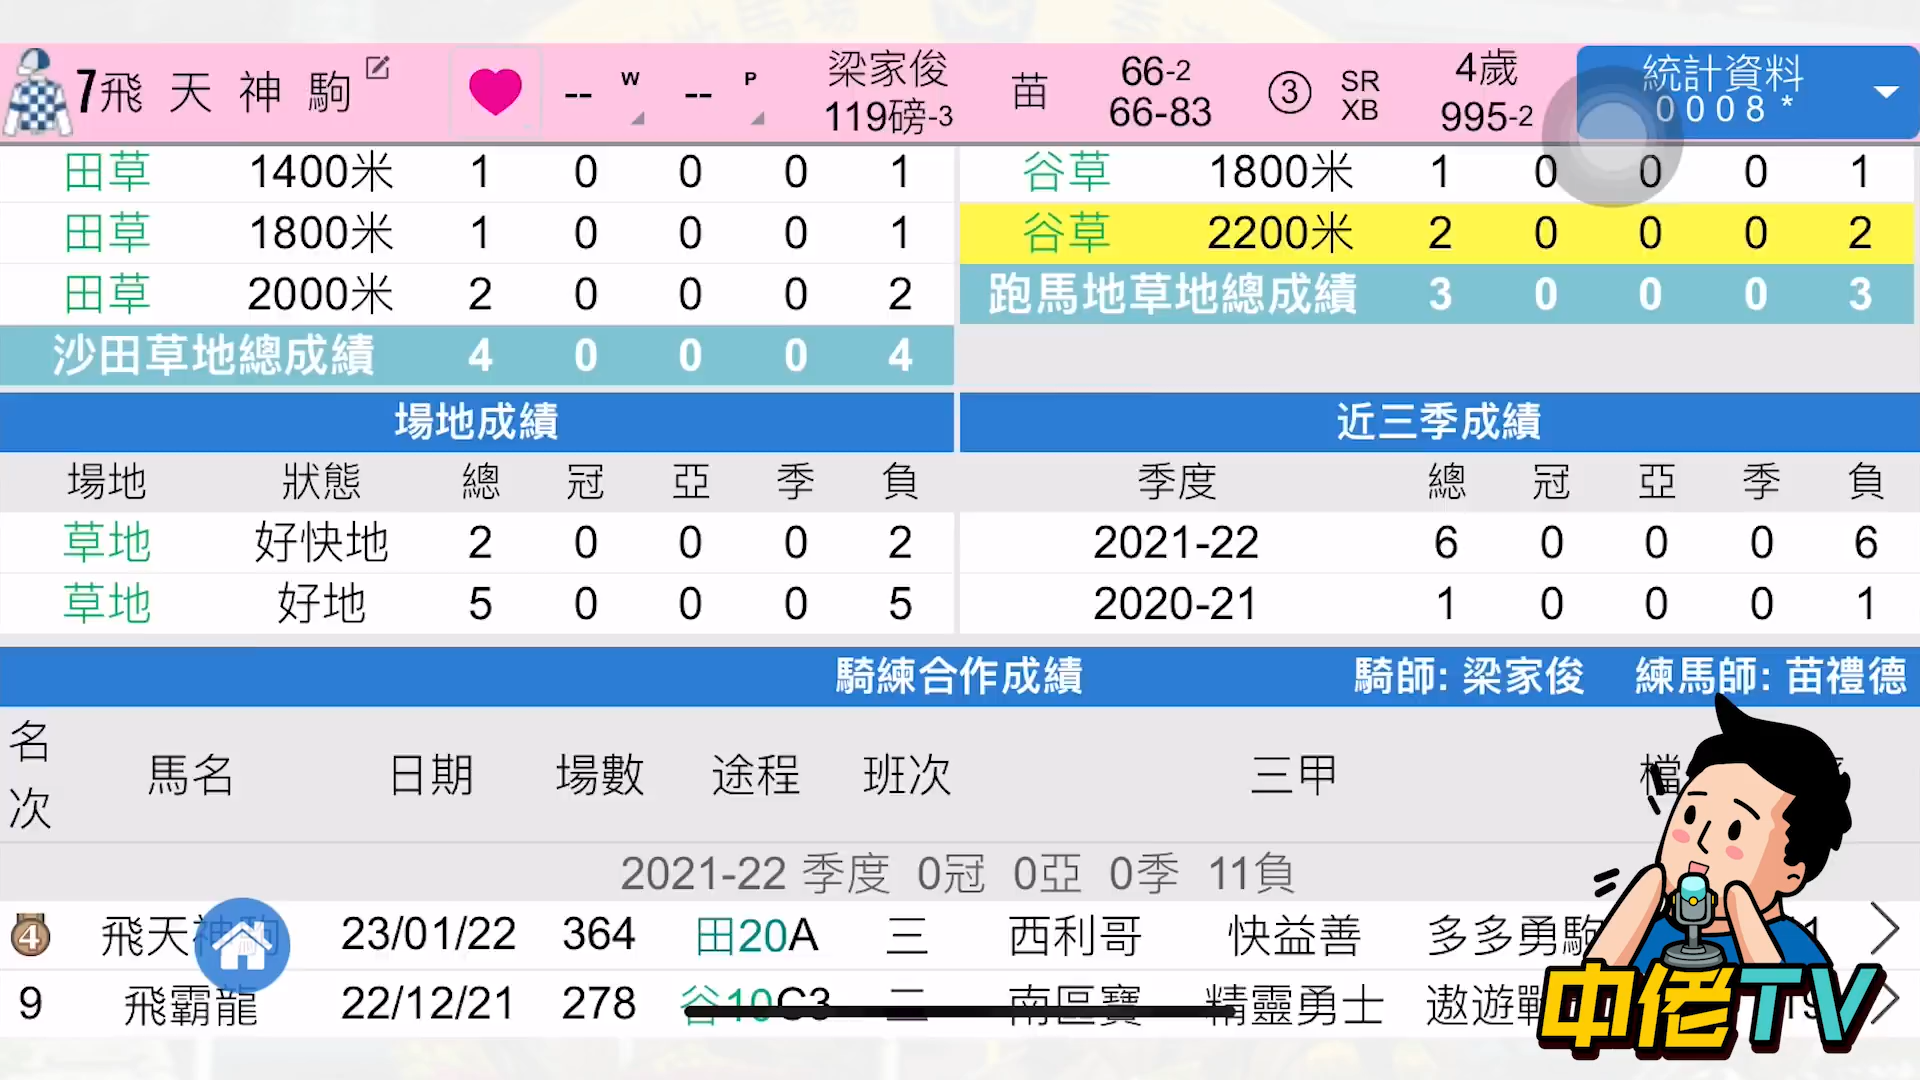 7飛天神駒 -- W -- P 梁家俊 苗 66-2 ③ SR 4歲 統計資料
119磅-3 66-83 XB 995-2 0008*
田草 1400米 1 0 0 0 1
田草 1800米 1 0 0 0 1
田草 2000米 2 0 0 0 2
沙田草地總成績 4 0 0 0 4
谷草 1800米 1 0 0 0 1
谷草 2200米 2 0 0 0 2
跑馬地草地總成績 3 0 0 0 3
場地成績
場地 狀態 總 冠 亞 季 負
草地 好快地 2 0 0 0 2
草地 好地 5 0 0 0 5
近三季成績
季度 總 冠 亞 季 負
2021-22 6 0 0 0 6
2020-21 1 0 0 0 1
騎練合作成績 騎師: 梁家俊 練馬師: 苗禮德
名次 馬名 日期 場數 途程 班次 三甲 檔
2021-22 季度 0冠 0亞 0季 11負
4 飛天神駒 23/01/22 364 田20A 三 西利哥 快益善 多多勇駒
9 飛霸龍 22/12/21 278 谷10C3 南區寶 精靈勇士 遨遊
中佬TV